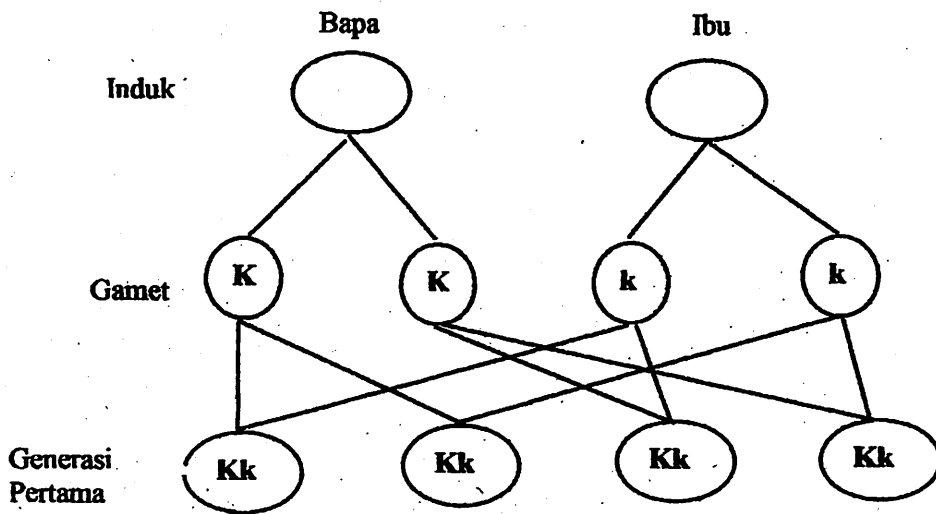 Bapa Ibu
Induk
K K k k
Gamet
Generasi
Pertama
Kk Kk Kk Kk